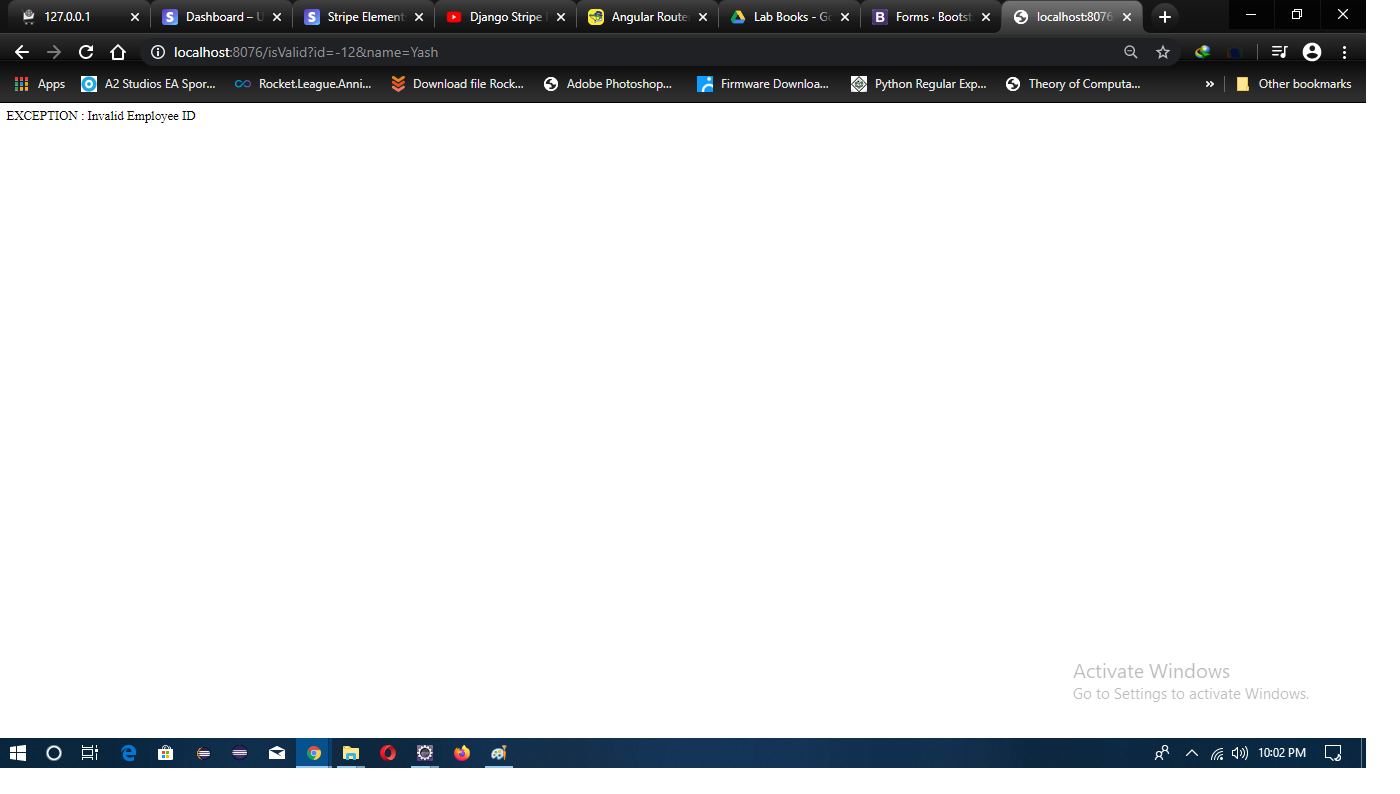 127.0.0.1 Dashboard – U Stripe Element Django Stripe Angular Route Lab Books - Go Forms · Bootst localhost:8076
localhost:8076/isValid?id=-12&name=Yash
Apps A2 Studios EA Spor... Rocket.League.Anni... Download file Rock... Adobe Photoshop... Firmware Downloa... Python Regular Exp... Theory of Computa... » Other bookmarks
EXCEPTION : Invalid Employee ID
Activate Windows
Go to Settings to activate Windows.
10:02 PM